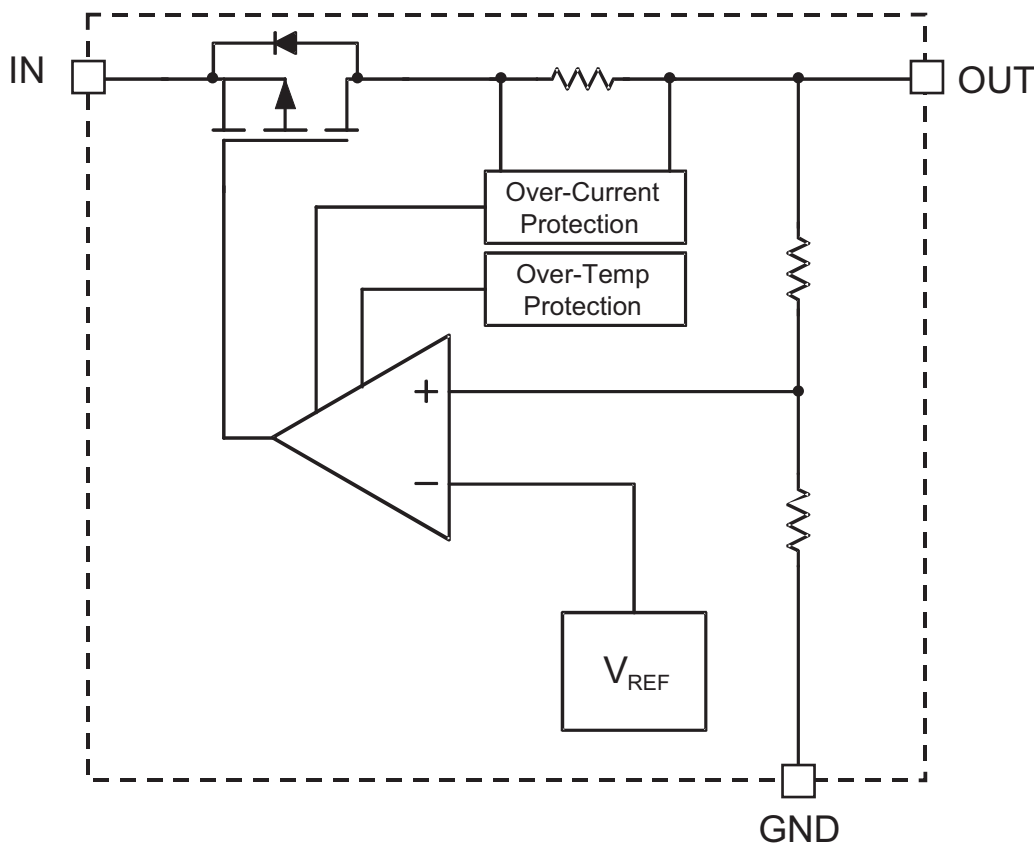 IN
OUT
Over-Current
Protection
Over-Temp
Protection
+
−
VREF
GND